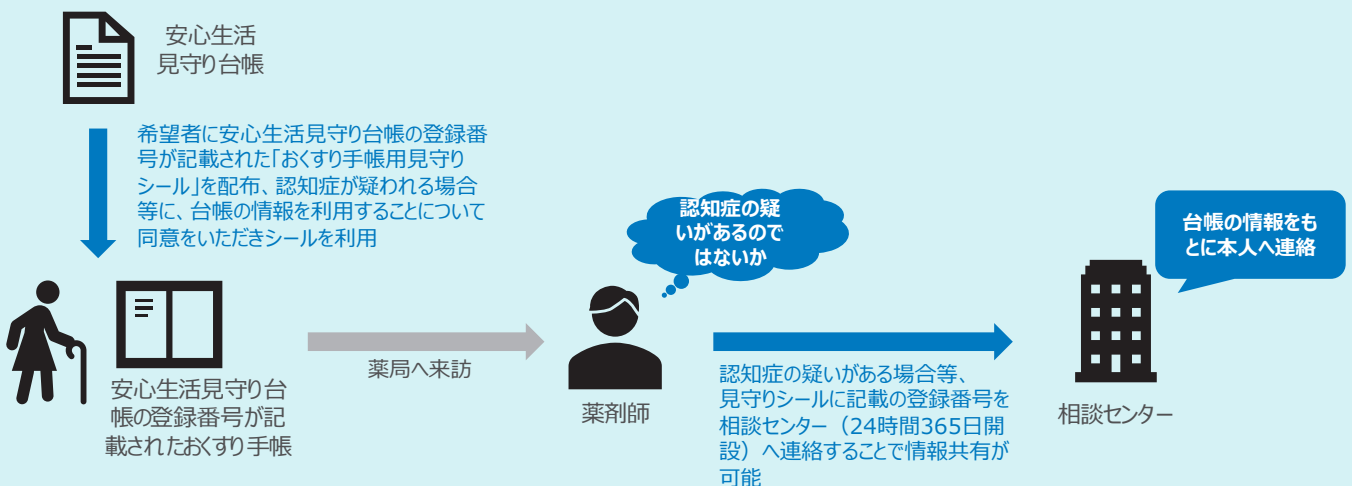 安心生活
見守り台帳
希望者に安心生活見守り台帳の登録番
号が記載された「おくすり手帳用見守り
シール」を配布、認知症が疑われる場合
等に、台帳の情報を利用することについて
同意をいただきシールを利用
認知症の疑
いがあるので
はないか
台帳の情報をも
とに本人へ連絡
安心生活見守り台
帳の登録番号が記
載されたおくすり手帳
薬局へ来訪
薬剤師
認知症の疑いがある場合等、
見守りシールに記載の登録番号を
相談センター（24時間365日開
設）へ連絡することで情報共有が
可能
相談センター